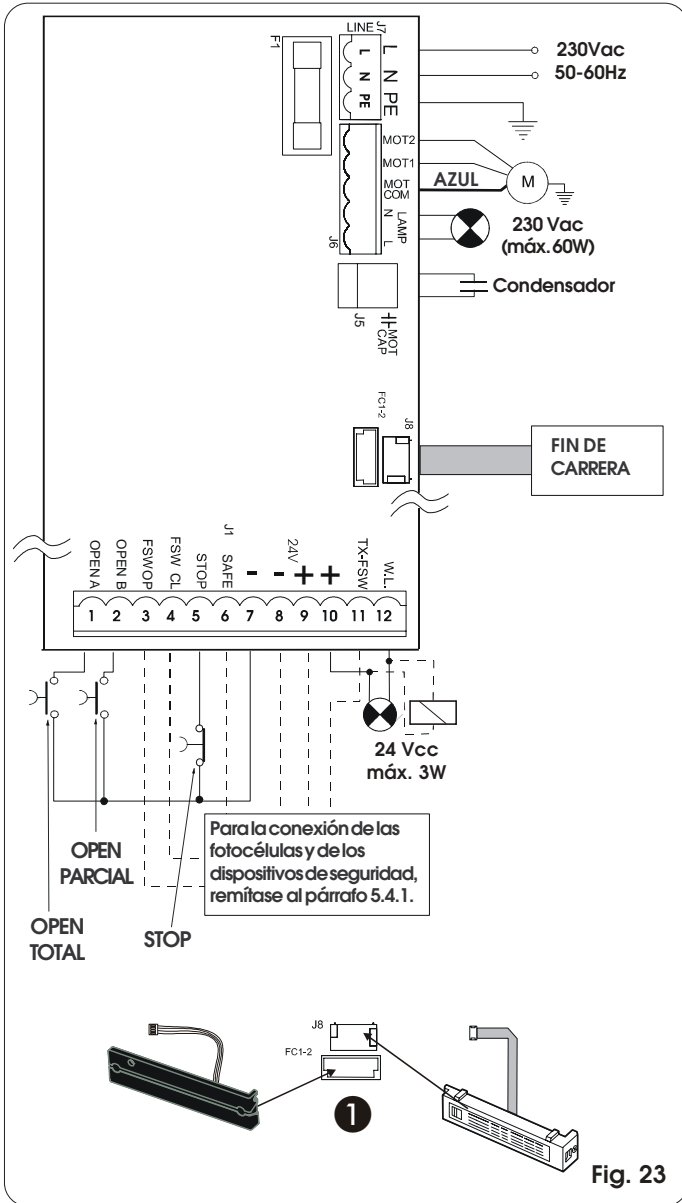 LINE
J7
F1
L
L
N
N
PE
PE
230Vac
50-60Hz
MOT2
MOT1
MOT
COM
AZUL
M
N
LAMP
L
230 Vac
(máx.60W)
J6
Condensador
J5
MOT
CAP
FC1-2
J8
FIN DE
CARRERA
OPEN A
OPEN B
FSWOP
FSW CL
STOP
J1
SAFE
-
-
24V
+
+
TX-FSW
W.L.
1 2 3 4 5 6 7 8 9 10 11 12
24 Vcc
máx. 3W
Para la conexión de las
fotocélulas y de los
dispositivos de seguridad,
remítase al párrafo 5.4.1.
OPEN
PARCIAL
OPEN
TOTAL
STOP
J8
FC1-2
1
Fig. 23